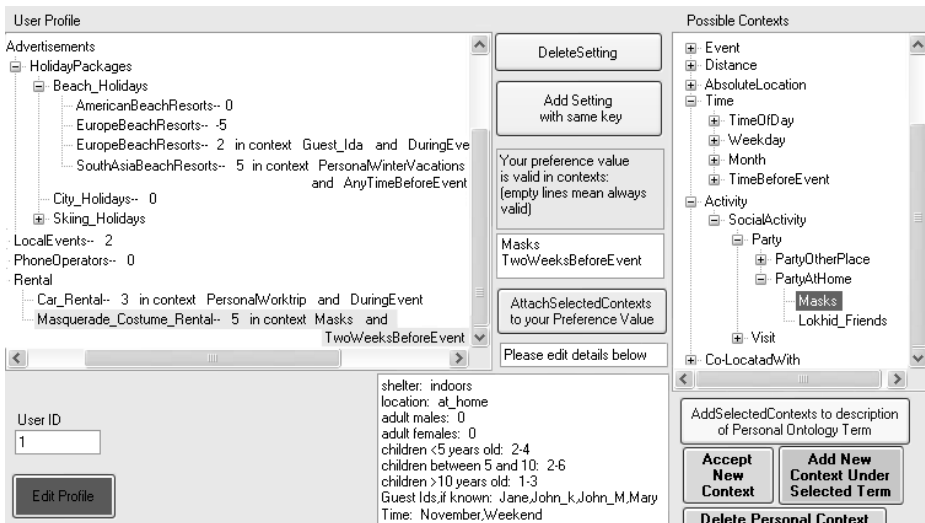 User Profile
Advertisements
HolidayPackages
Beach_Holidays
AmericanBeachResorts-- 0
EuropeBeachResorts-- -5
EuropeBeachResorts-- 2 in context Guest_Ida and DuringEve
SouthAsiaBeachResorts-- 5 in context PersonalWinterVacations
and AnyTimeBeforeEvent
City_Holidays-- 0
Skiing_Holidays
LocalEvents-- 2
PhoneOperators-- 0
Rental
Car_Rental-- 3 in context PersonalWorktrip and DuringEvent
Masquerade_Costume_Rental-- 5 in context Masks and
TwoWeeksBeforeEvent
User ID
1
Edit Profile
DeleteSetting
Add Setting
with same key
Your preference value
is valid in contexts:
(empty lines mean always
valid)
Masks
TwoWeeksBeforeEvent
AttachSelectedContexts
to your Preference Value
Please edit details below
shelter: indoors
location: at_home
adult males: 0
adult females: 0
children <5 years old: 2-4
children between 5 and 10: 2-6
children >10 years old: 1-3
Guest Ids,if known: Jane,John_k,John_M,Mary
Time: November,Weekend
Possible Contexts
Event
Distance
AbsoluteLocation
Time
TimeOfDay
Weekday
Month
TimeBeforeEvent
Activity
SocialActivity
Party
PartyOtherPlace
PartyAtHome
Masks
Lokhid_Friends
Visit
Co-LocatadWith
AddSelectedContexts to description
of Personal Ontology Term
Accept
New
Context
Add New
Context Under
Selected Term
Delete Personal Context